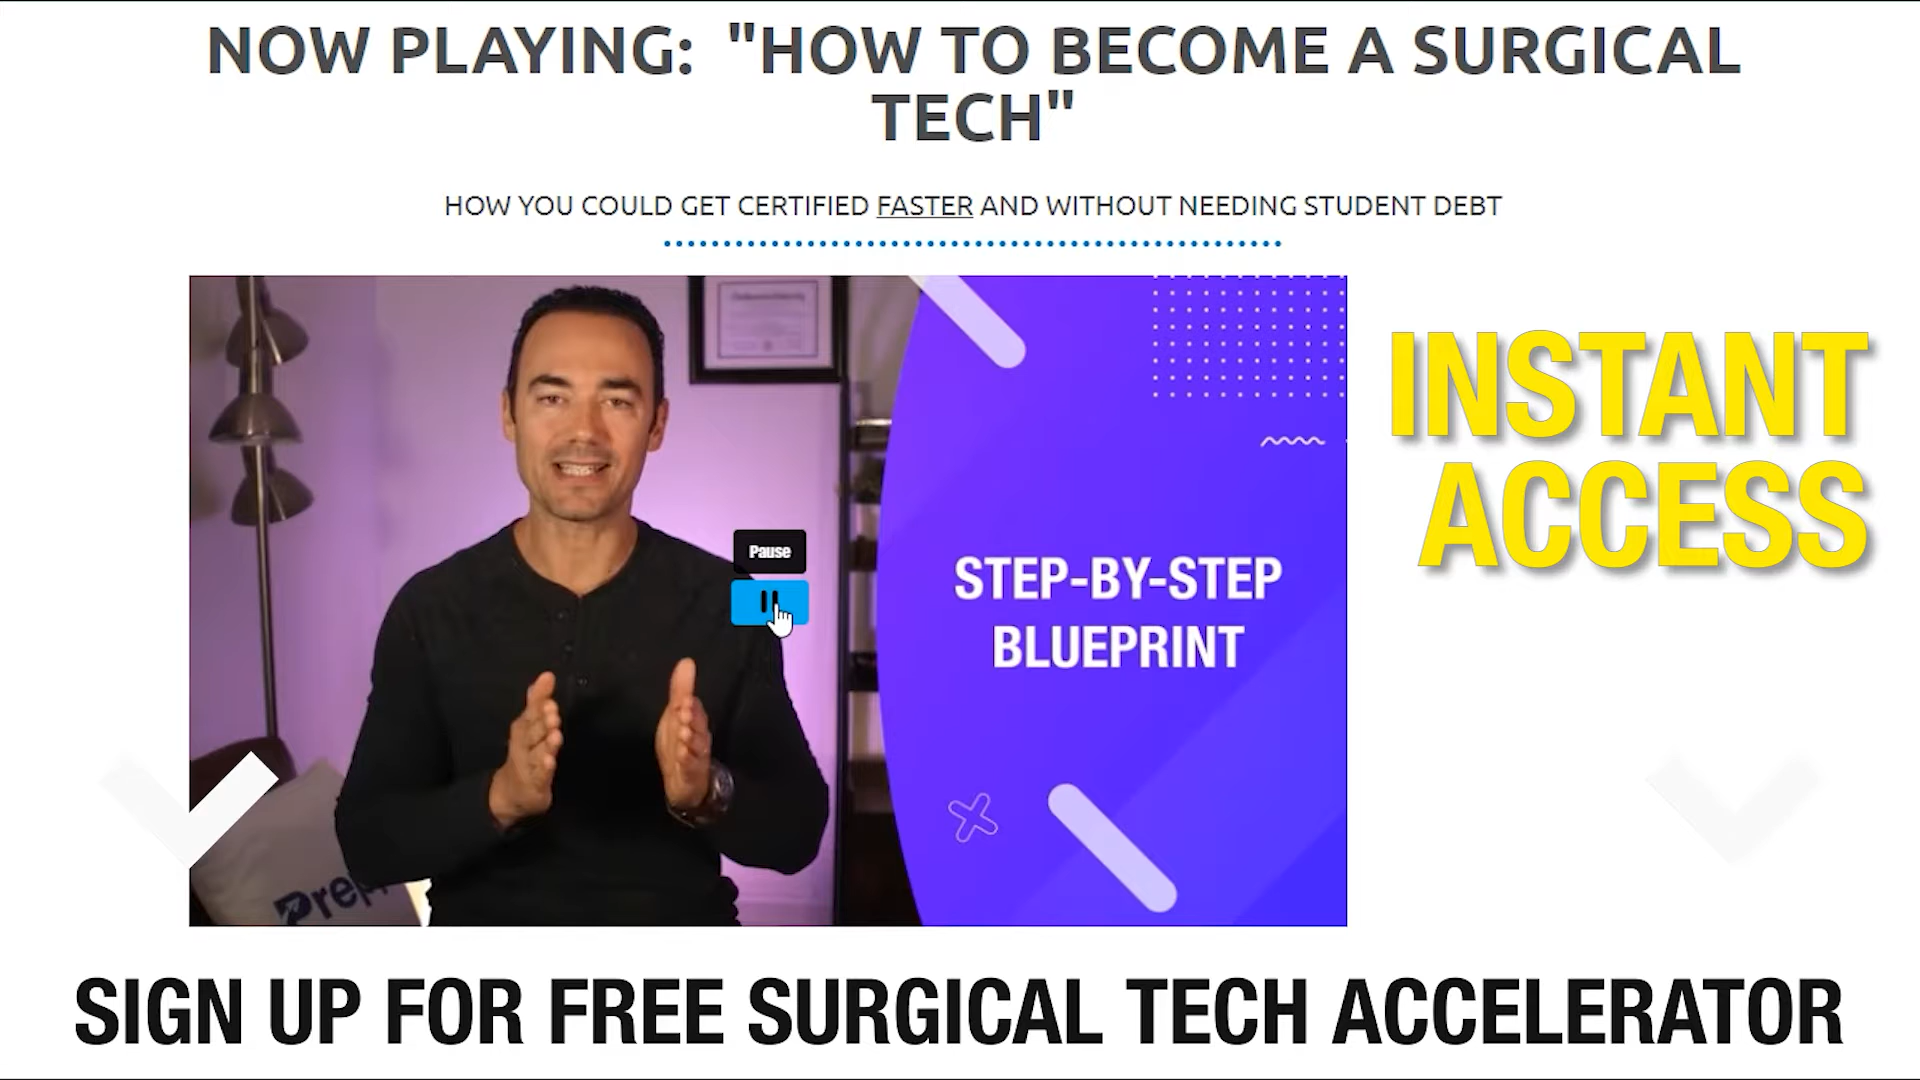 NOW PLAYING: "HOW TO BECOME A SURGICAL
TECH"
HOW YOU COULD GET CERTIFIED FASTER AND WITHOUT NEEDING STUDENT DEBT
INSTANT
ACCESS
Pause
STEP-BY-STEP
BLUEPRINT
SIGN UP FOR FREE SURGICAL TECH ACCELERATOR